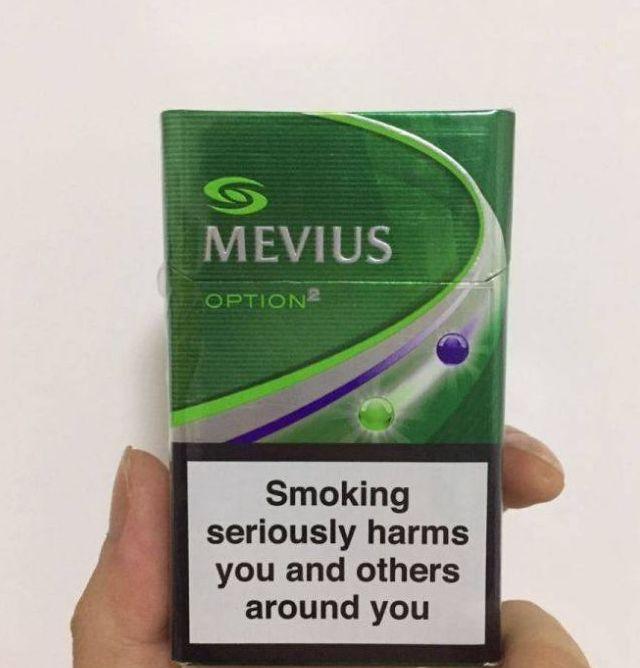 MEVIUS
OPTION²
Smoking
seriously harms
you and others
around you